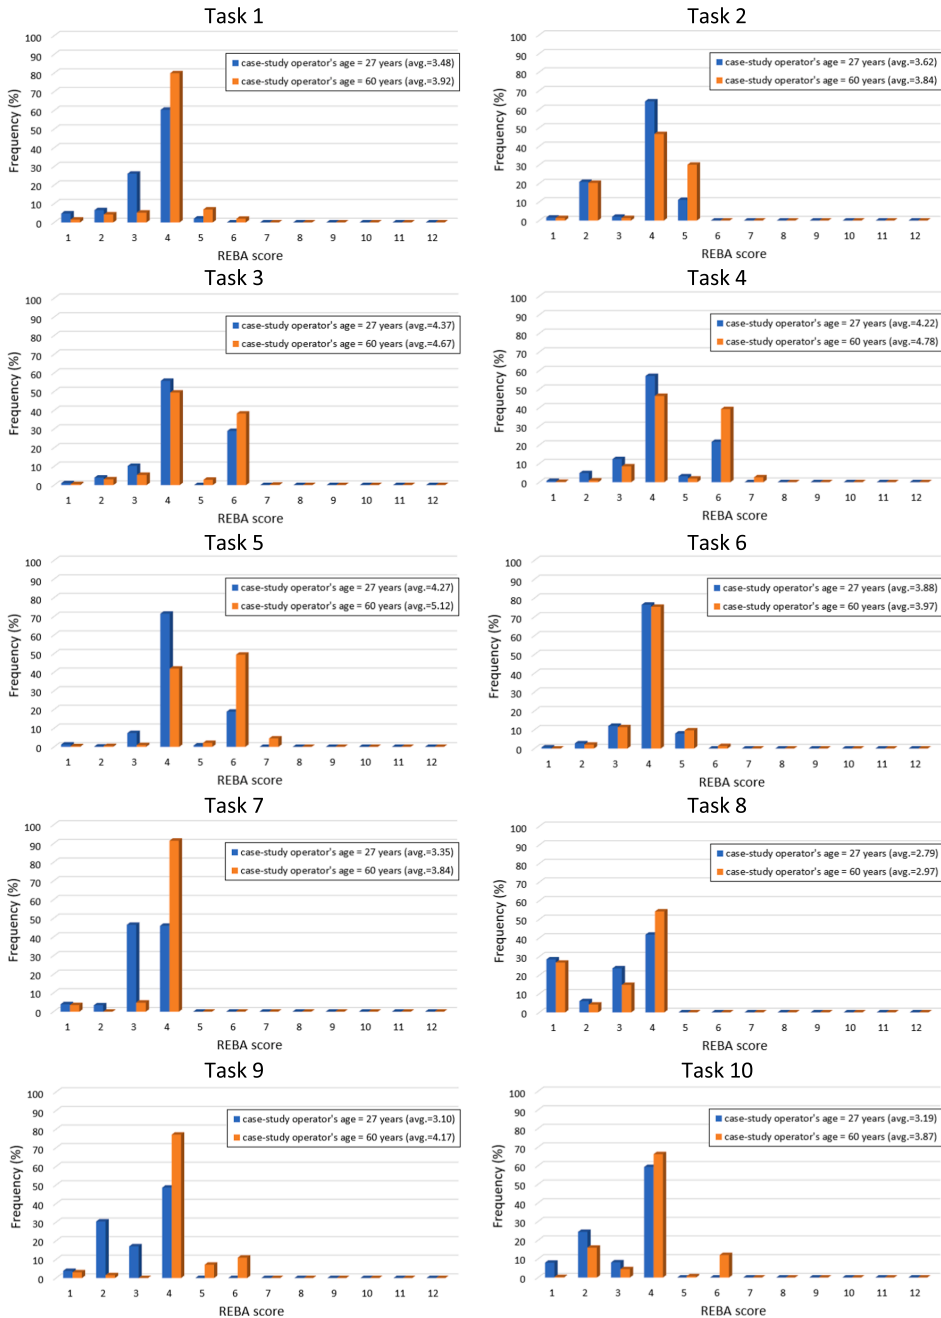 Task 1
100
90
80
70
60
50
40
30
20
10
0
Frequency (%)
case-study operator's age = 27 years (avg.=3.48)
case-study operator's age = 60 years (avg.=3.92)
1 2 3 4 5 6 7 8 9 10 11 12
REBA score
Task 2
100
90
80
70
60
50
40
30
20
10
0
Frequency (%)
case-study operator's age = 27 years (avg.=3.62)
case-study operator's age = 60 years (avg.=3.84)
1 2 3 4 5 6 7 8 9 10 11 12
REBA score
Task 3
100
90
80
70
60
50
40
30
20
10
0
Frequency (%)
case-study operator's age = 27 years (avg.=4.37)
case-study operator's age = 60 years (avg.=4.67)
1 2 3 4 5 6 7 8 9 10 11 12
REBA score
Task 4
100
90
80
70
60
50
40
30
20
10
0
Frequency (%)
case-study operator's age = 27 years (avg.=4.22)
case-study operator's age = 60 years (avg.=4.78)
1 2 3 4 5 6 7 8 9 10 11 12
REBA score
Task 5
100
90
80
70
60
50
40
30
20
10
0
Frequency (%)
case-study operator's age = 27 years (avg.=4.27)
case-study operator's age = 60 years (avg.=5.12)
1 2 3 4 5 6 7 8 9 10 11 12
REBA score
Task 6
100
90
80
70
60
50
40
30
20
10
0
Frequency (%)
case-study operator's age = 27 years (avg.=3.88)
case-study operator's age = 60 years (avg.=3.97)
1 2 3 4 5 6 7 8 9 10 11 12
REBA score
Task 7
100
90
80
70
60
50
40
30
20
10
0
Frequency (%)
case-study operator's age = 27 years (avg.=3.35)
case-study operator's age = 60 years (avg.=3.84)
1 2 3 4 5 6 7 8 9 10 11 12
REBA score
Task 8
100
90
80
70
60
50
40
30
20
10
0
Frequency (%)
case-study operator's age = 27 years (avg.=2.79)
case-study operator's age = 60 years (avg.=2.97)
1 2 3 4 5 6 7 8 9 10 11 12
REBA score
Task 9
100
90
80
70
60
50
40
30
20
10
0
Frequency (%)
case-study operator's age = 27 years (avg.=3.10)
case-study operator's age = 60 years (avg.=4.17)
1 2 3 4 5 6 7 8 9 10 11 12
REBA score
Task 10
100
90
80
70
60
50
40
30
20
10
0
Frequency (%)
case-study operator's age = 27 years (avg.=3.19)
case-study operator's age = 60 years (avg.=3.87)
1 2 3 4 5 6 7 8 9 10 11 12
REBA score